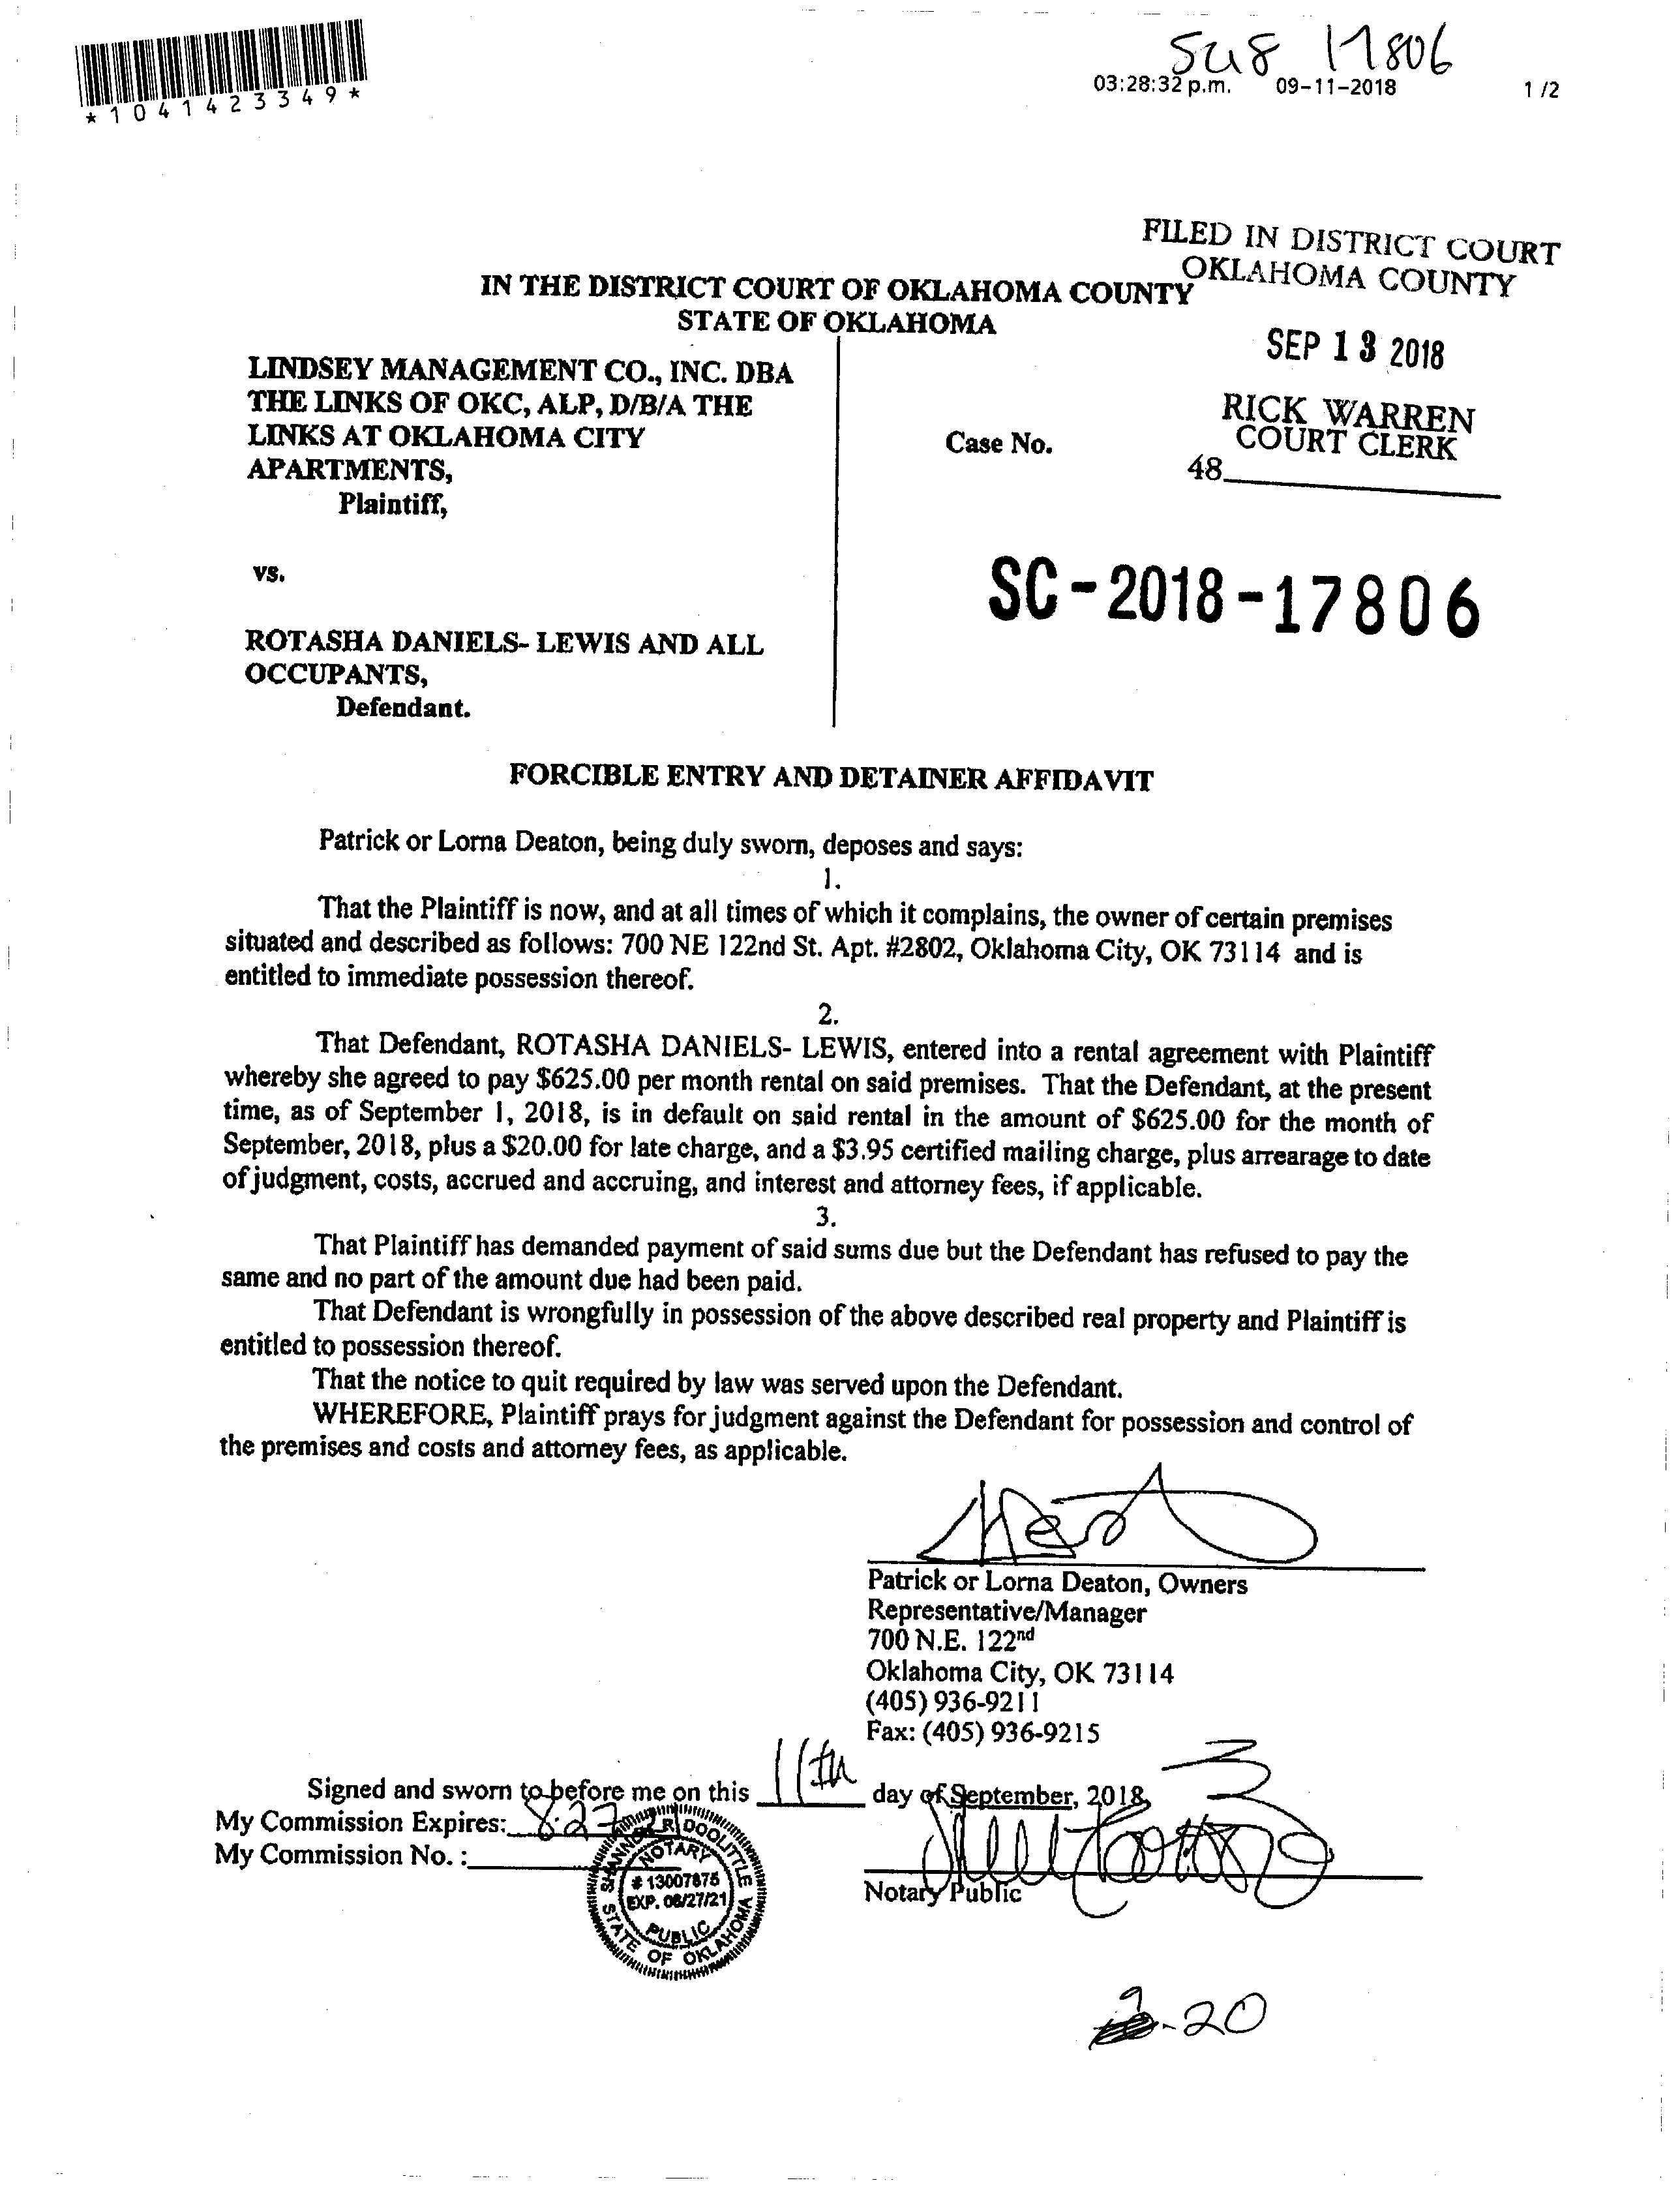 *1041423349*
SC18 17806
03:28:32 p.m. 09-11-2018 1 /2
FILED IN DISTRICT COURT
OKLAHOMA COUNTY
IN THE DISTRICT COURT OF OKLAHOMA COUNTY
STATE OF OKLAHOMA
SEP 13 2018
LINDSEY MANAGEMENT CO., INC. DBA
THE LINKS OF OKC, ALP, D/B/A THE
LINKS AT OKLAHOMA CITY
APARTMENTS,
Plaintiff,
RICK WARREN
COURT CLERK
Case No.
48
vs.
SC-2018-17806
ROTASHA DANIELS- LEWIS AND ALL
OCCUPANTS,
Defendant.
FORCIBLE ENTRY AND DETAINER AFFIDAVIT
Patrick or Lorna Deaton, being duly sworn, deposes and says:
1.
That the Plaintiff is now, and at all times of which it complains, the owner of certain premises
situated and described as follows: 700 NE 122nd St. Apt. #2802, Oklahoma City, OK 73114 and is
entitled to immediate possession thereof.
2.
That Defendant, ROTASHA DANIELS- LEWIS, entered into a rental agreement with Plaintiff
whereby she agreed to pay $625.00 per month rental on said premises. That the Defendant, at the present
time, as of September 1, 2018, is in default on said rental in the amount of $625.00 for the month of
September, 2018, plus a $20.00 for late charge, and a $3.95 certified mailing charge, plus arrearage to date
of judgment, costs, accrued and accruing, and interest and attorney fees, if applicable.
3.
That Plaintiff has demanded payment of said sums due but the Defendant has refused to pay the
same and no part of the amount due had been paid.
That Defendant is wrongfully in possession of the above described real property and Plaintiff is
entitled to possession thereof.
That the notice to quit required by law was served upon the Defendant.
WHEREFORE, Plaintiff prays for judgment against the Defendant for possession and control of
the premises and costs and attorney fees, as applicable.
Patrick or Lorna Deaton, Owners
Representative/Manager
700 N.E. 122nd
Oklahoma City, OK 73114
(405) 936-9211
Fax: (405) 936-9215
Signed and sworn to before me on this 11th day of September, 2018,
My Commission Expires: 8-27-21
My Commission No. :
SHANNON R DOOLITTLE
NOTARY
# 13007875
EXP. 08/27/21
PUBLIC
STATE OF OKLAHOMA
Notary Public
9-20